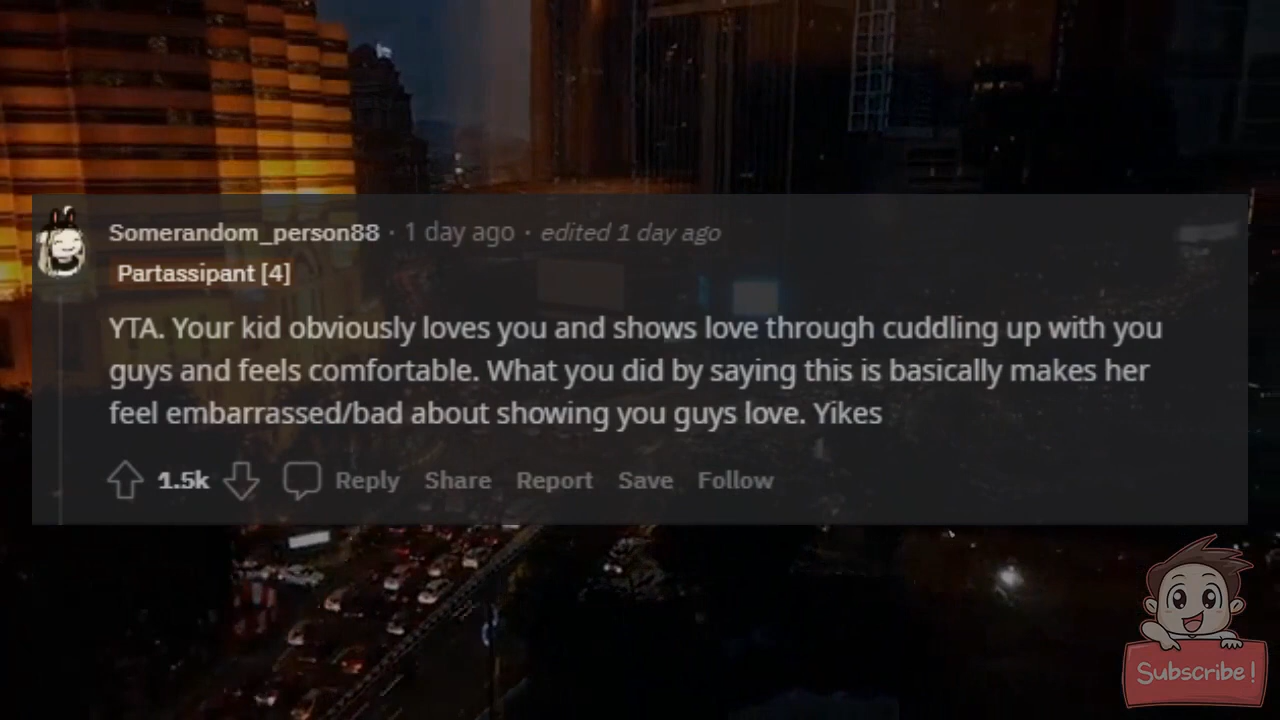 Somerandom_person88 · 1 day ago · edited 1 day ago
Partassipant [4]
YTA. Your kid obviously loves you and shows love through cuddling up with you
guys and feels comfortable. What you did by saying this is basically makes her
feel embarrassed/bad about showing you guys love. Yikes
1.5k Reply Share Report Save Follow
Subscribe!